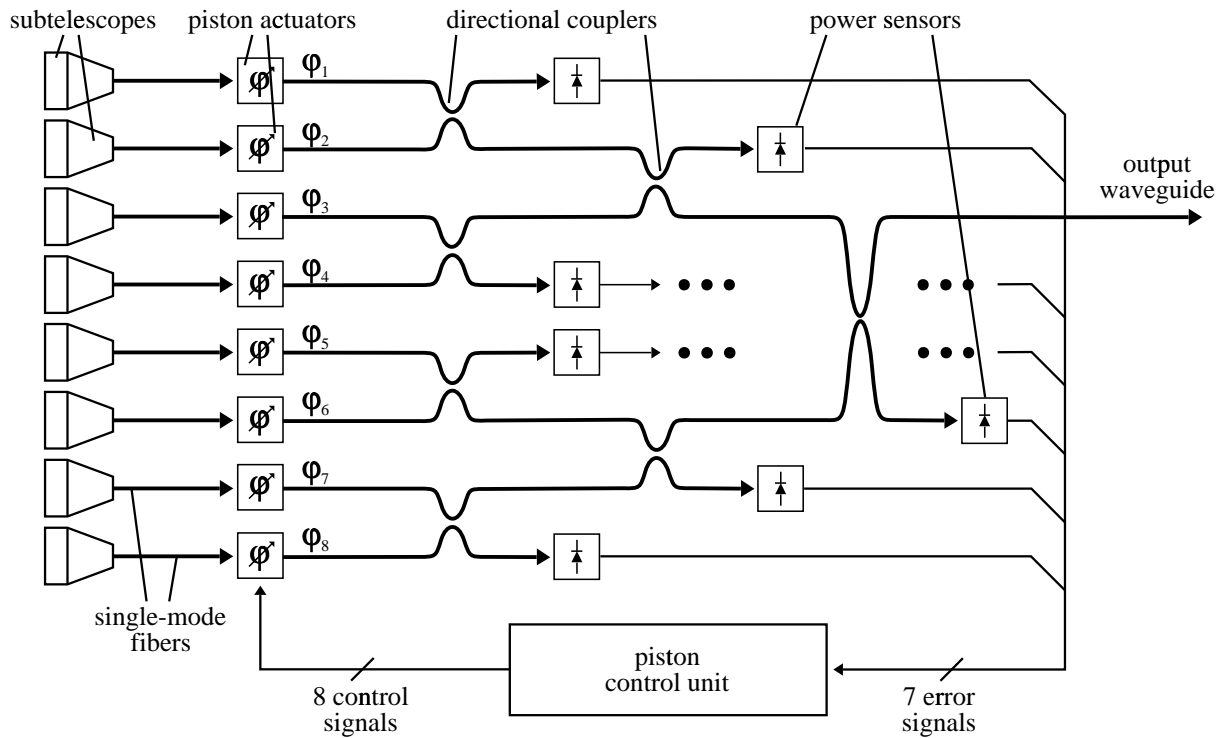 subtelescopes
piston actuators
directional couplers
power sensors
φ
φ1
φ
φ2
φ
φ3
φ
φ4
φ
φ5
φ
φ6
φ
φ7
φ
φ8
output
waveguide
single-mode
fibers
piston
control unit
8 control
signals
7 error
signals